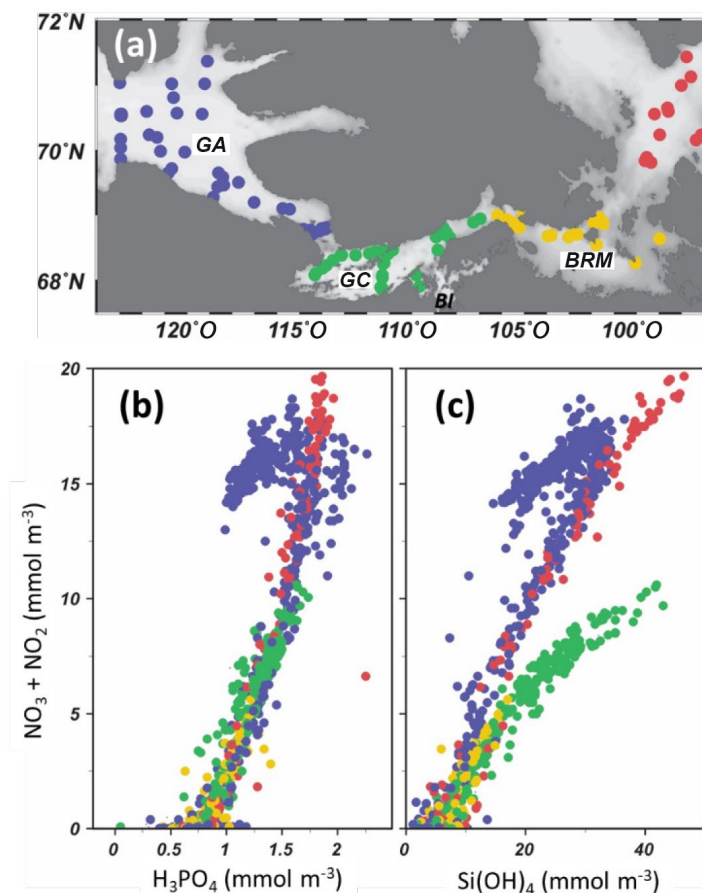 72˚N
(a)
GA
70˚N
68˚N
GC
BI
BRM
120˚O 115˚O 110˚O 105˚O 100˚O
20
(b) (c)
15
10
5
0
NO₃ + NO₂ (mmol m⁻³)
0 0.5 1 1.5 2 0 20 40
H₃PO₄ (mmol m⁻³) Si(OH)₄ (mmol m⁻³)